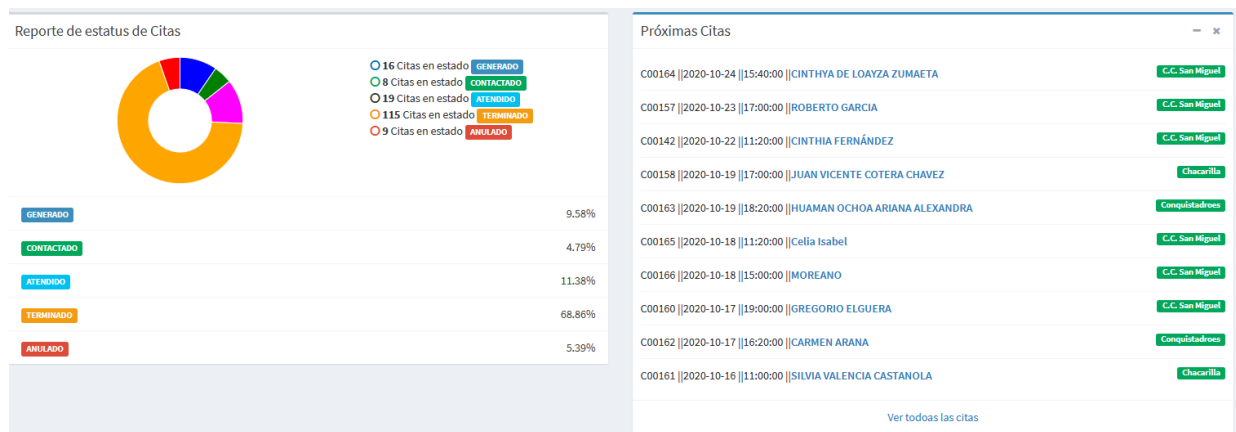 Reporte de estatus de Citas
16 Citas en estado GENERADO
8 Citas en estado CONTACTADO
19 Citas en estado ATENDIDO
115 Citas en estado TERMINADO
9 Citas en estado ANULADO
GENERADO 9.58%
CONTACTADO 4.79%
ATENDIDO 11.38%
TERMINADO 68.86%
ANULADO 5.39%
Próximas Citas
C00164 ||2020-10-24 ||15:40:00 ||CINTHYA DE LOAYZA ZUMAETA C.C. San Miguel
C00157 ||2020-10-23 ||17:00:00 ||ROBERTO GARCIA C.C. San Miguel
C00142 ||2020-10-22 ||11:20:00 ||CINTHIA FERNÁNDEZ C.C. San Miguel
C00158 ||2020-10-19 ||17:00:00 ||JUAN VICENTE COTERA CHAVEZ Chacarilla
C00163 ||2020-10-19 ||18:20:00 ||HUAMAN OCHOA ARIANA ALEXANDRA Conquistadroes
C00165 ||2020-10-18 ||11:20:00 ||Celia Isabel C.C. San Miguel
C00166 ||2020-10-18 ||15:00:00 ||MOREANO C.C. San Miguel
C00160 ||2020-10-17 ||19:00:00 ||GREGORIO ELGUERA C.C. San Miguel
C00162 ||2020-10-17 ||16:20:00 ||CARMEN ARANA Conquistadroes
C00161 ||2020-10-16 ||11:00:00 ||SILVIA VALENCIA CASTANOLA Chacarilla
Ver todoas las citas